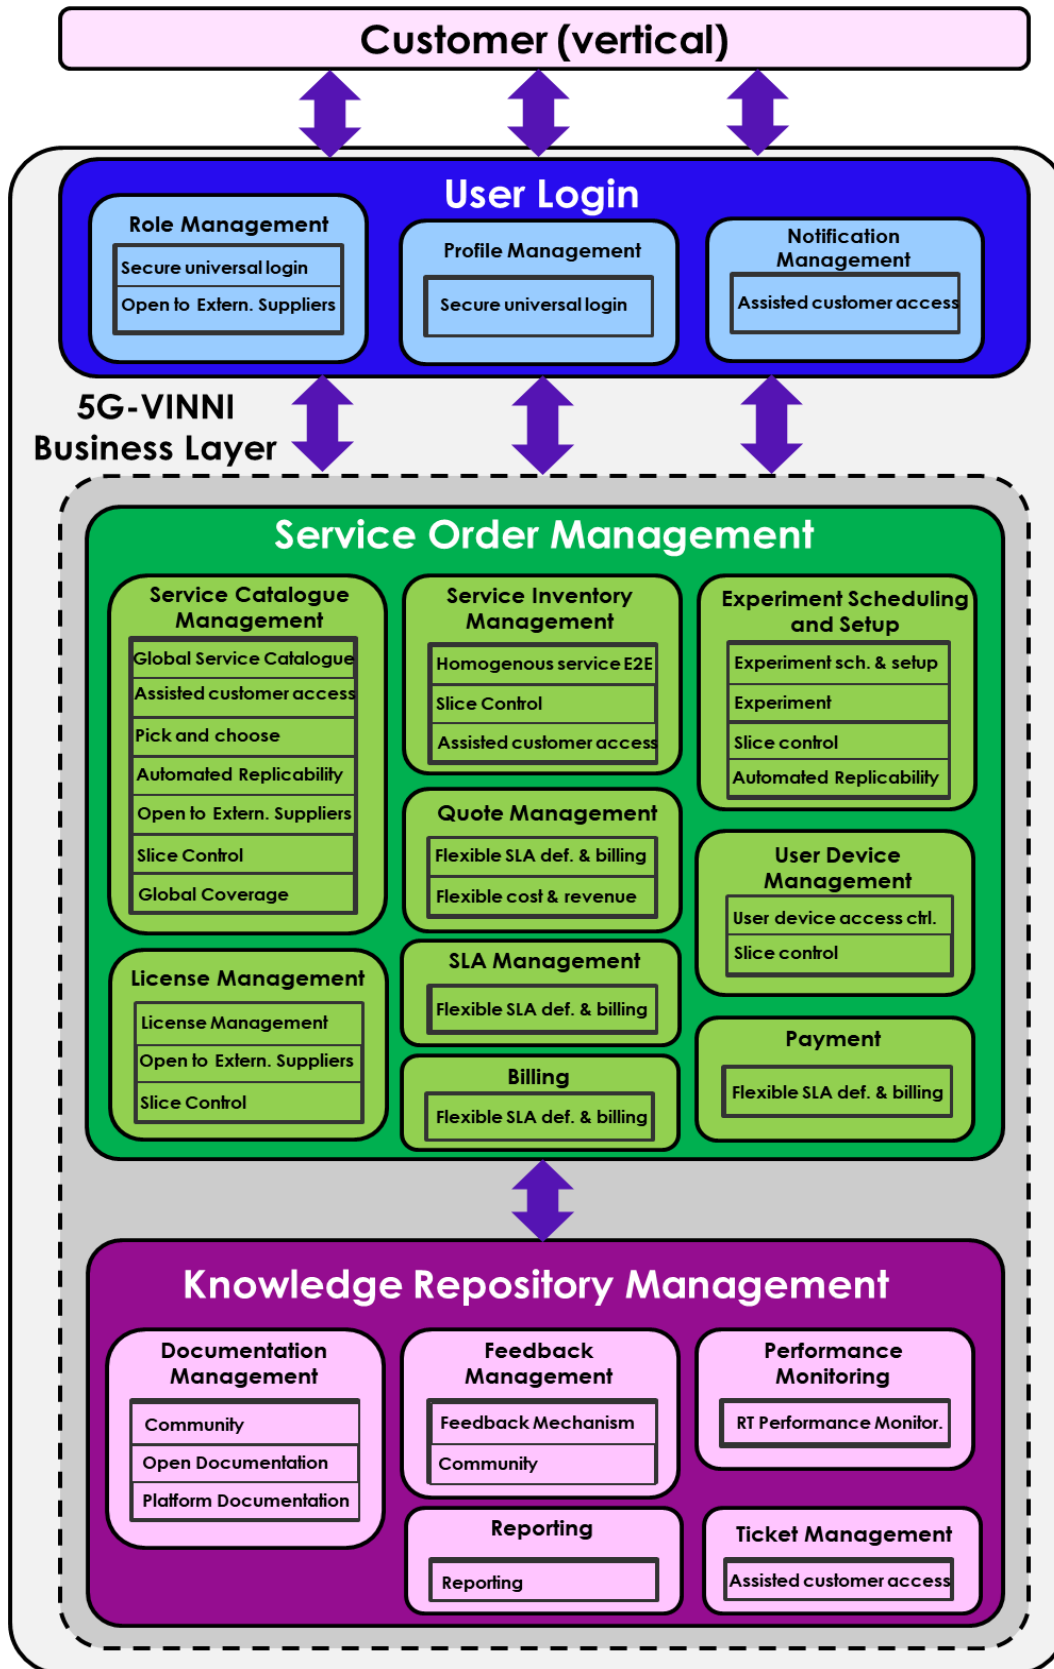 Customer (vertical)
User Login
Role Management
Secure universal login
Open to Extern. Suppliers
Profile Management
Secure universal login
Notification
Management
Assisted customer access
5G-VINNI
Business Layer
Service Order Management
Service Catalogue
Management
Global Service Catalogue
Assisted customer access
Pick and choose
Automated Replicability
Open to Extern. Suppliers
Slice Control
Global Coverage
License Management
License Management
Open to Extern. Suppliers
Slice Control
Service Inventory
Management
Homogenous service E2E
Slice Control
Assisted customer access
Quote Management
Flexible SLA def. & billing
Flexible cost & revenue
SLA Management
Flexible SLA def. & billing
Billing
Flexible SLA def. & billing
Experiment Scheduling
and Setup
Experiment sch. & setup
Experiment
Slice control
Automated Replicability
User Device
Management
User device access ctrl.
Slice control
Payment
Flexible SLA def. & billing
Knowledge Repository Management
Documentation
Management
Community
Open Documentation
Platform Documentation
Feedback
Management
Feedback Mechanism
Community
Reporting
Reporting
Performance
Monitoring
RT Performance Monitor.
Ticket Management
Assisted customer access